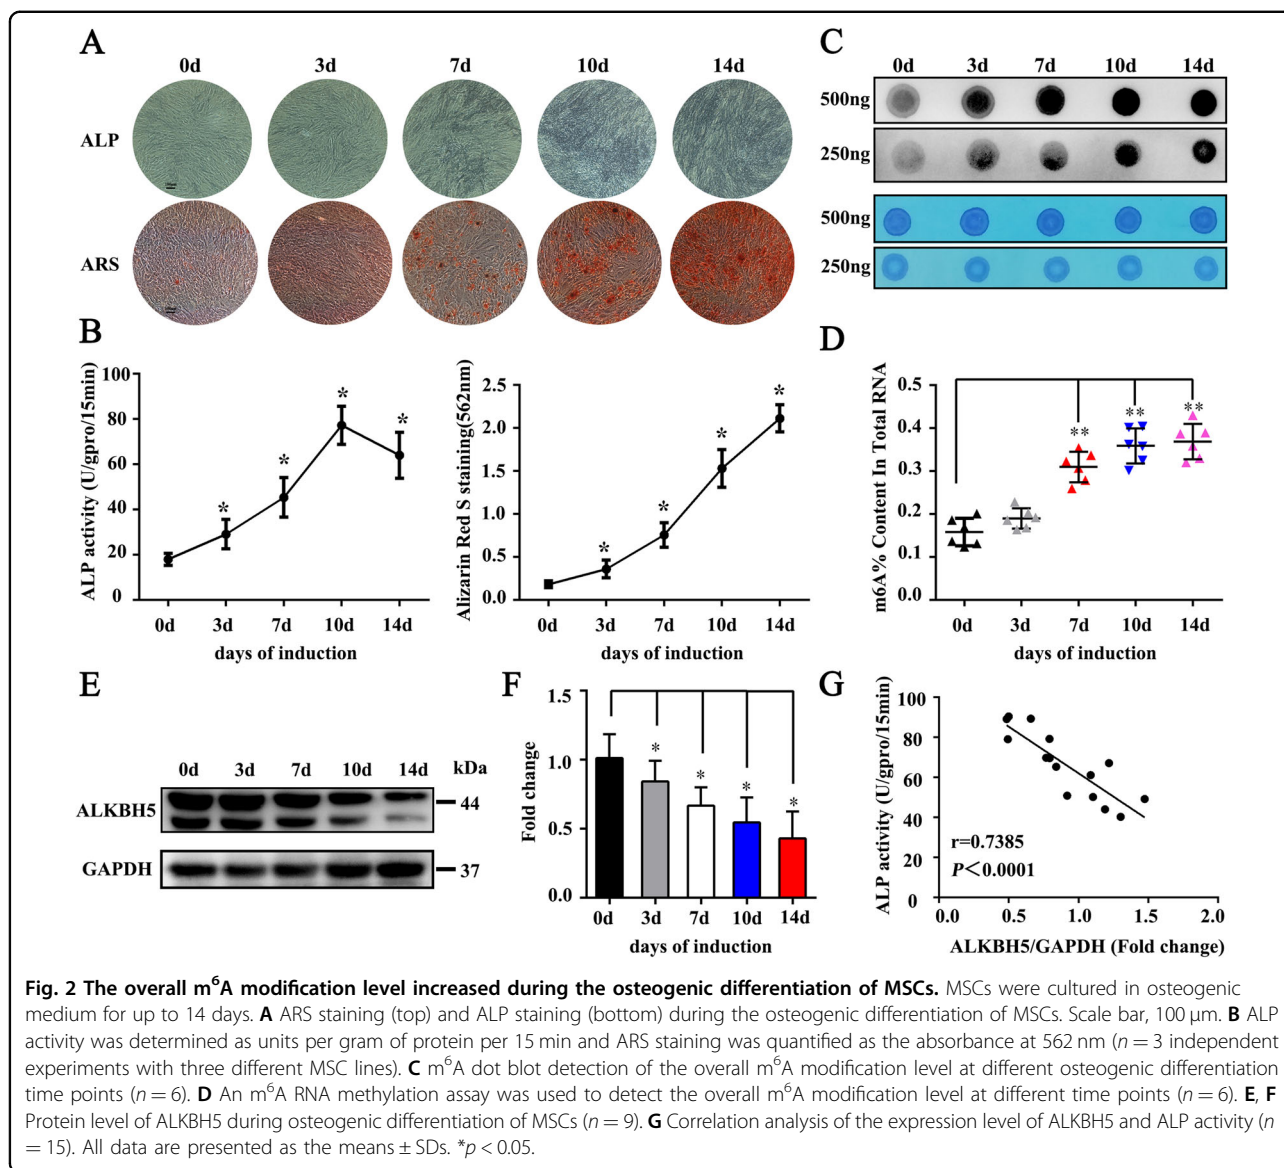 A
0d 3d 7d 10d 14d
ALP
ARS
B
ALP activity (U/gpro/15min)
100
80
60
40
20
0
* * * *
0d 3d 7d 10d 14d
days of induction
Alizarin Red S staining(562nm)
2.5
2.0
1.5
1.0
0.5
0.0
* * * *
0d 3d 7d 10d 14d
days of induction
C
0d 3d 7d 10d 14d
500ng
250ng
500ng
250ng
D
m6A% Content In Total RNA
0.5
0.4
0.3
0.2
0.1
0.0
** ** **
0d 3d 7d 10d 14d
days of induction
E
0d 3d 7d 10d 14d kDa
ALKBH5 44
GAPDH 37
F
Fold change
1.5
1.0
0.5
0.0
* * * *
0d 3d 7d 10d 14d
days of induction
G
ALP activity (U/gpro/15min)
100
80
60
40
20
0
r=0.7385
P<0.0001
0.0 0.5 1.0 1.5 2.0
ALKBH5/GAPDH (Fold change)
Fig. 2 The overall m⁶A modification level increased during the osteogenic differentiation of MSCs. MSCs were cultured in osteogenic
medium for up to 14 days. A ARS staining (top) and ALP staining (bottom) during the osteogenic differentiation of MSCs. Scale bar, 100 µm. B ALP
activity was determined as units per gram of protein per 15 min and ARS staining was quantified as the absorbance at 562 nm (n = 3 independent
experiments with three different MSC lines). C m⁶A dot blot detection of the overall m⁶A modification level at different osteogenic differentiation
time points (n = 6). D An m⁶A RNA methylation assay was used to detect the overall m⁶A modification level at different time points (n = 6). E, F
Protein level of ALKBH5 during osteogenic differentiation of MSCs (n = 9). G Correlation analysis of the expression level of ALKBH5 and ALP activity (n
= 15). All data are presented as the means ± SDs. *p < 0.05.